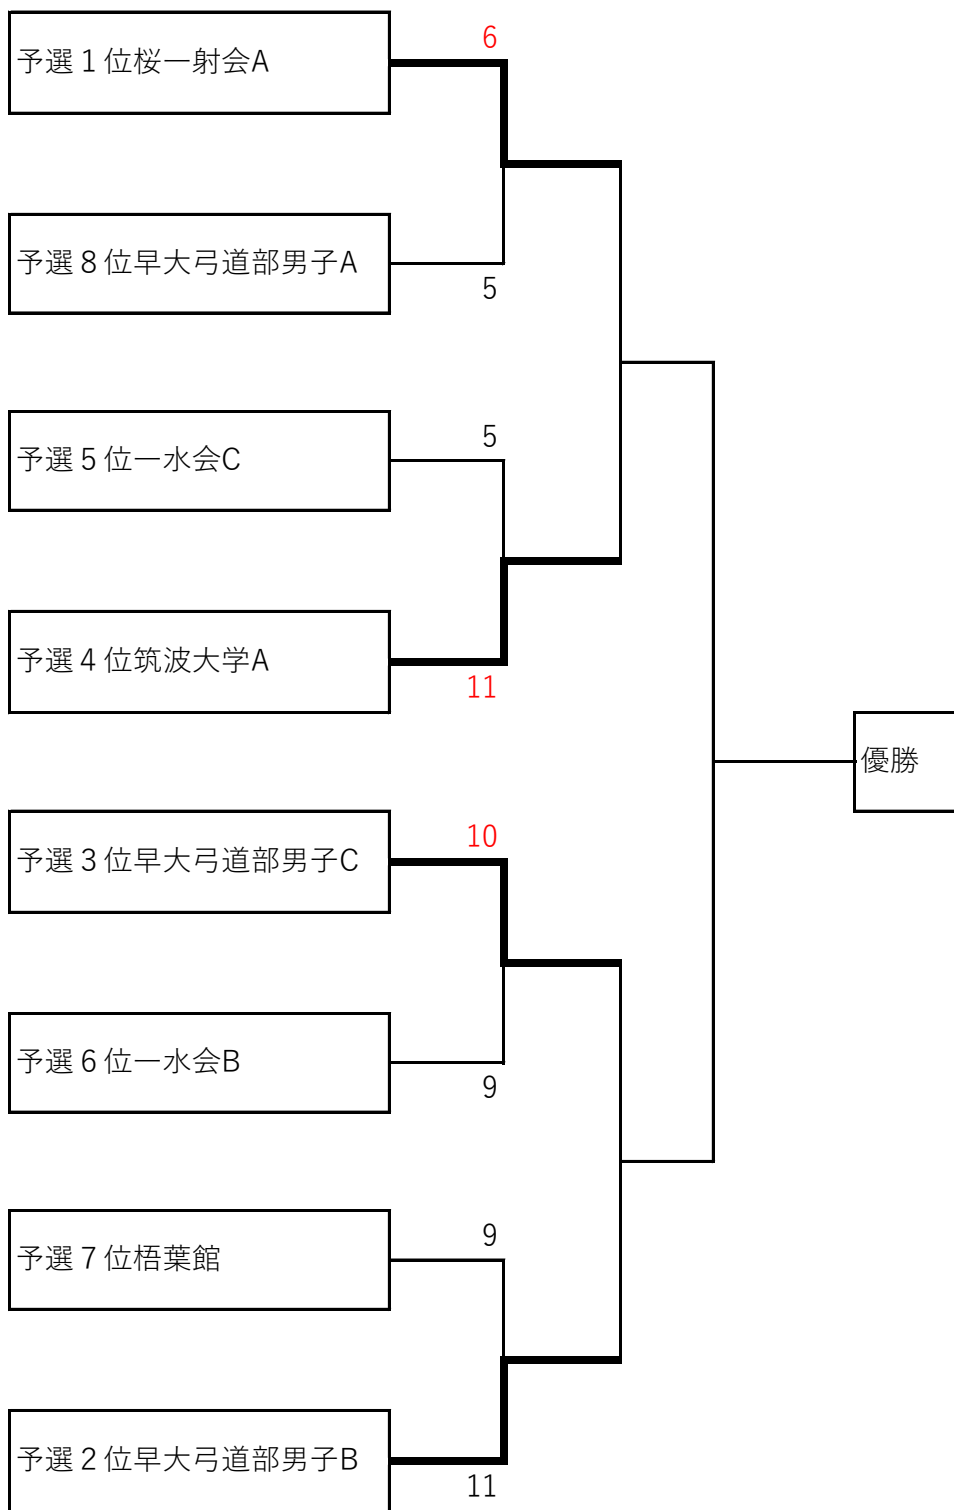 予選１位桜一射会A
6
予選８位早大弓道部男子A
5
予選５位一水会C
5
予選４位筑波大学A
11
優勝
予選３位早大弓道部男子C
10
予選６位一水会B
9
予選７位梧葉館
9
予選２位早大弓道部男子B
11